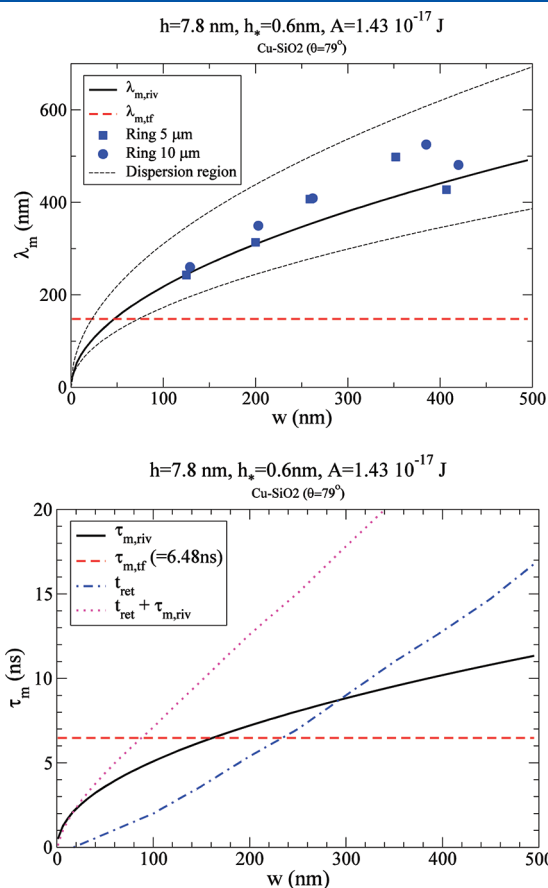 h=7.8 nm, h*=0.6nm, A=1.43 10^-17 J
Cu-SiO2 (θ=79°)
λm,riv
λm,tf
Ring 5 μm
Ring 10 μm
Dispersion region
600
400
200
0
λm (nm)
0 100 200 300 400 500
w (nm)
h=7.8 nm, h*=0.6nm, A=1.43 10^-17 J
Cu-SiO2 (θ=79°)
τm,riv
τm,tf (=6.48ns)
tret
tret + τm,riv
20
15
10
5
0
τm (ns)
0 100 200 300 400 500
w (nm)